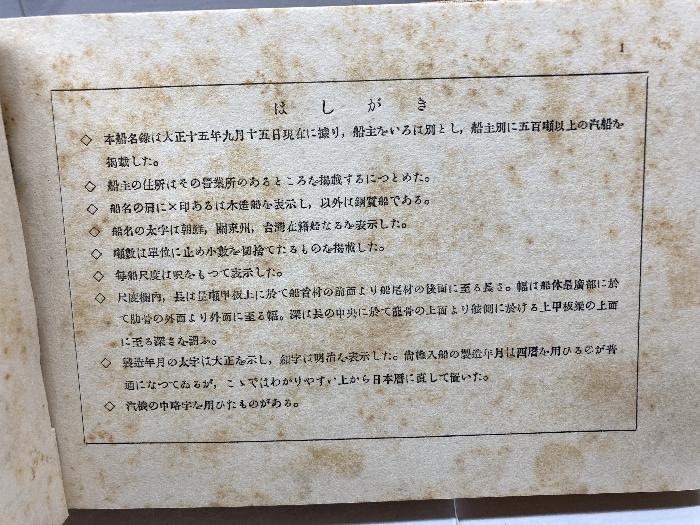 1
はしがき
◇ 本船名錄は大正十五年九月十五日現在に據り，船主をいろは別とし，船主別に五百噸以上の汽船を
揭載した。
◇ 船主の住所はその營業所のあるところを揭載するにつとめた。
◇ 船名の肩に×印あるは木造船を表示し，以外は鋼質船である。
◇ 船名の太字は朝鮮，關東州，台灣在籍船なるを表示した。
◇ 噸數は單位に止め小數を切捨てたるものを揭載した。
◇ 每船尺度は呎をもつて表示した。
◇ 尺度欄內，長は量噸甲板上に於て船首材の前面より船尾材の後面に至る長さ。幅は船体最廣部に於
て肋骨の外面より外面に至る幅。深は長の中央に於て龍骨の上面より船側に於ける上甲板梁の上面
に至る深さを謂ふ。
◇ 製造年月の太字は大正を示し，細字は明治を表示した。尙輸入船の製造年月は西曆を用ひるのが普
通になつてゐるが，こゝではわかりやすい上から日本曆に直して置いた。
◇ 汽機の中略字を用ひたものがある。